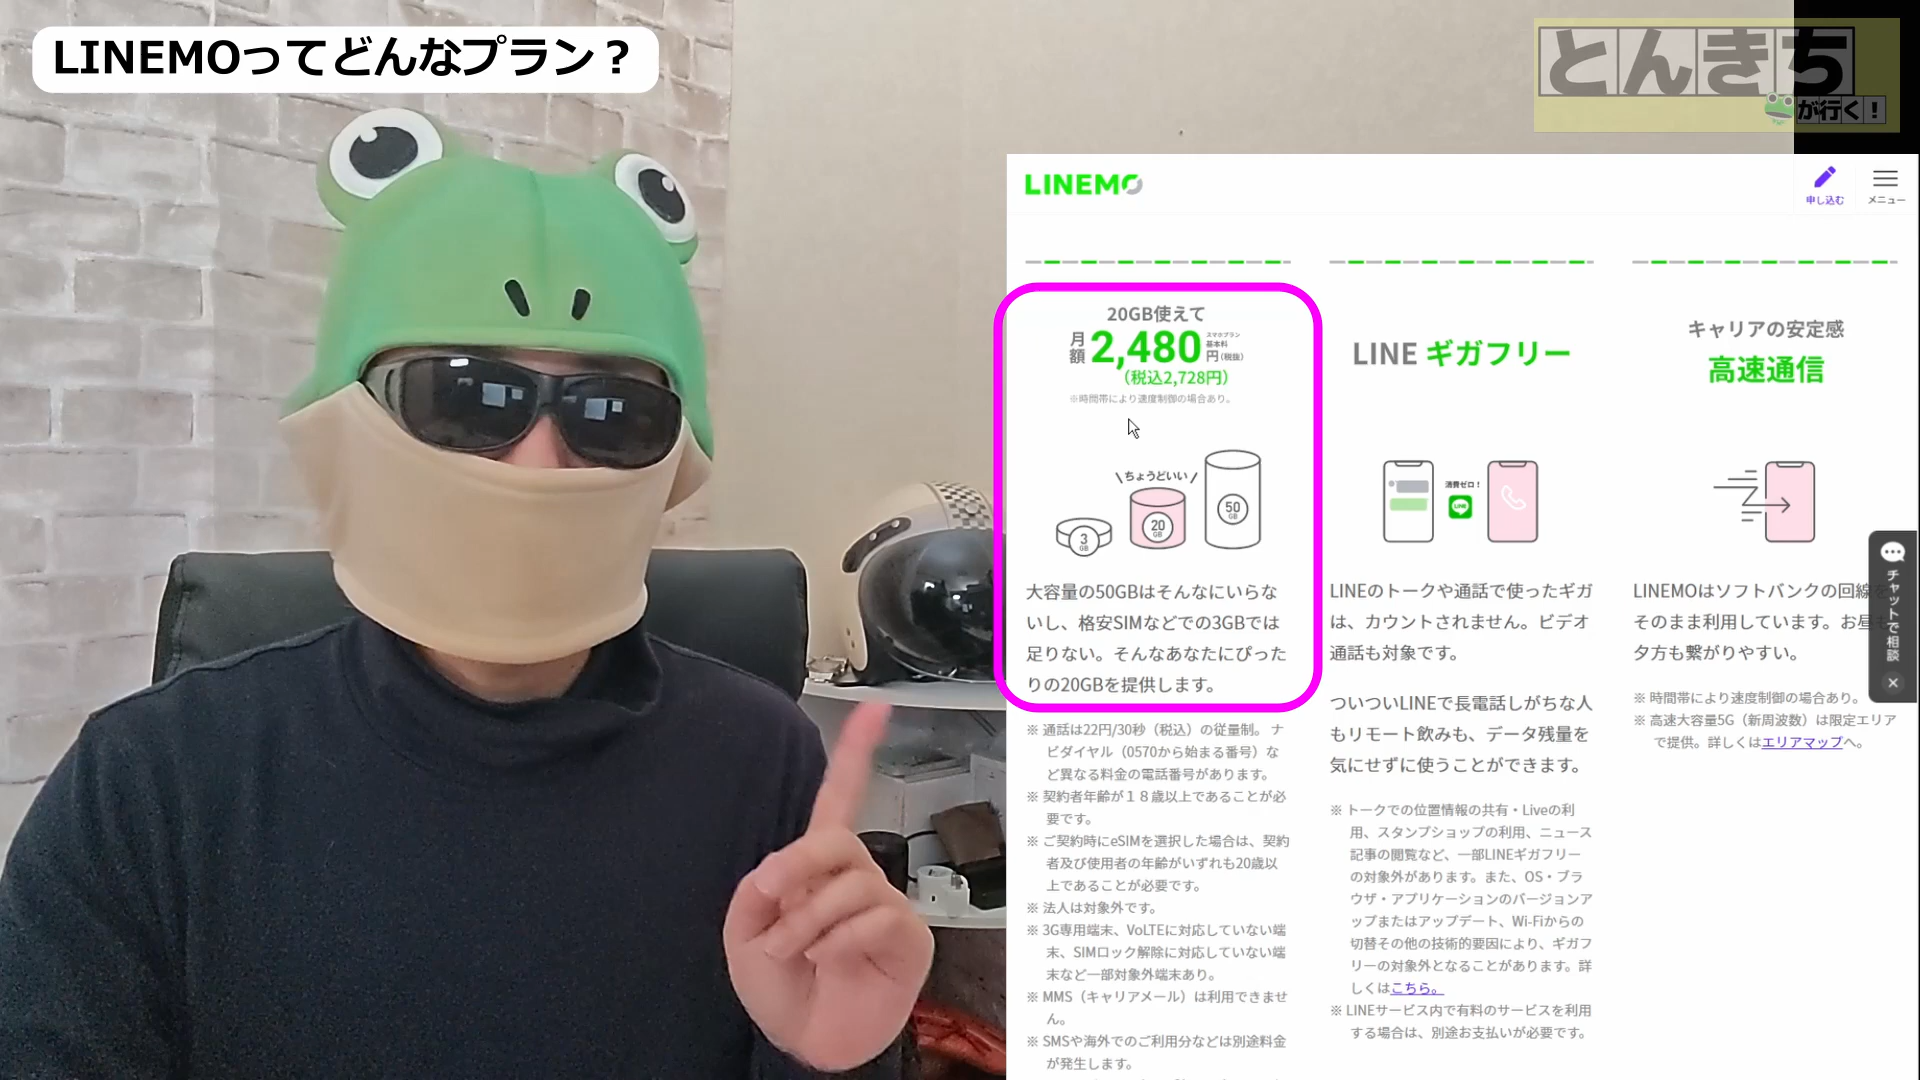 LINEMOってどんなプラン？
とんきち
が行く！
LINEMO
申し込む
メニュー
20GB使えて
月額2,480円(税抜)
スマホプラン
基本料
（税込2,728円）
※時間帯により速度制御の場合あり。
\ちょうどいい/
3
GB
20
GB
50
GB
大容量の50GBはそんなにいらな
いし、格安SIMなどでの3GBでは
足りない。そんなあなたにぴった
りの20GBを提供します。
※ 通話は22円/30秒（税込）の従量制。ナ
ビダイヤル（0570から始まる番号）な
ど異なる料金の電話番号があります。
※ 契約者年齢が１８歳以上であることが必
要です。
※ ご契約時にeSIMを選択した場合は、契約
者及び使用者の年齢がいずれも20歳以
上であることが必要です。
※ 法人は対象外です。
※ 3G専用端末、VoLTEに対応していない端
末、SIMロック解除に対応していない端
末など一部対象外端末あり。
※ MMS（キャリアメール）は利用できませ
ん。
※ SMSや海外でのご利用分などは別途料金
が発生します。
LINE ギガフリー
消費ゼロ！
LINE
LINEのトークや通話で使ったギガ
は、カウントされません。ビデオ
通話も対象です。
ついついLINEで長電話しがちな人
もリモート飲みも、データ残量を
気にせずに使うことができます。
※ トークでの位置情報の共有・Liveの利
用、スタンプショップの利用、ニュース
記事の閲覧など、一部LINEギガフリー
の対象外があります。また、OS・ブラ
ウザ・アプリケーションのバージョンア
ップまたはアップデート、Wi-Fiからの
切替その他の技術的要因により、ギガフ
リーの対象外となることがあります。詳
しくはこちら。
※ LINEサービス内で有料のサービスを利用
する場合は、別途お支払いが必要です。
キャリアの安定感
高速通信
LINEMOはソフトバンクの回線を
そのまま利用しています。お昼も
夕方も繋がりやすい。
※ 時間帯により速度制御の場合あり。
※ 高速大容量5G（新周波数）は限定エリア
で提供。詳しくはエリアマップへ。
チャットで相談
×